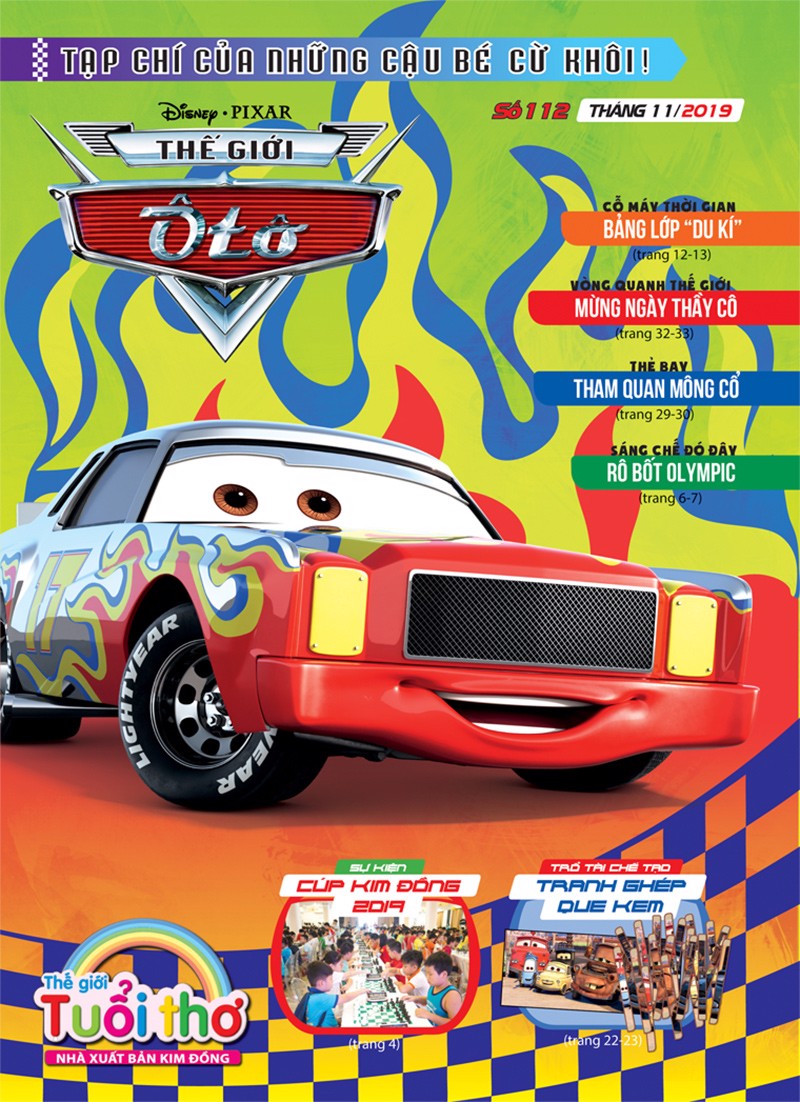 TẠP CHÍ CỦA NHỮNG CẬU BÉ CỪ KHÔI!
DISNEY • PIXAR
THẾ GIỚI
Ôtô
Số 112
THÁNG 11/2019
CỖ MÁY THỜI GIAN
BẢNG LỚP “DU KÍ”
(trang 12-13)
VÒNG QUANH THẾ GIỚI
MỪNG NGÀY THẦY CÔ
(trang 32-33)
THẺ BAY
THAM QUAN MÔNG CỔ
(trang 29-30)
SÁNG CHẾ ĐÓ ĐÂY
RÔ BỐT OLYMPIC
(trang 6-7)
17
LIGHTYEAR
YEAR
SỰ KIỆN
CÚP KIM ĐỒNG
2019
(trang 4)
TRỔ TÀI CHẾ TẠO
TRANH GHÉP
QUE KEM
(trang 22-23)
Thế giới
Tuổi thơ
NHÀ XUẤT BẢN KIM ĐỒNG